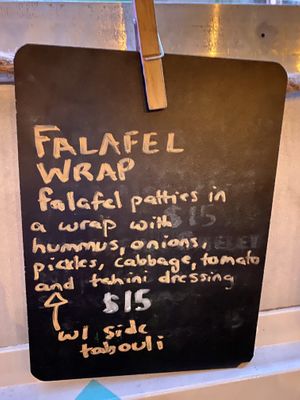 FALAFEL
WRAP
falafel patties in
a wrap with
hummus, onions,
pickles, cabbage, tomato
and tahini dressing
$15
w/ side
tabouli